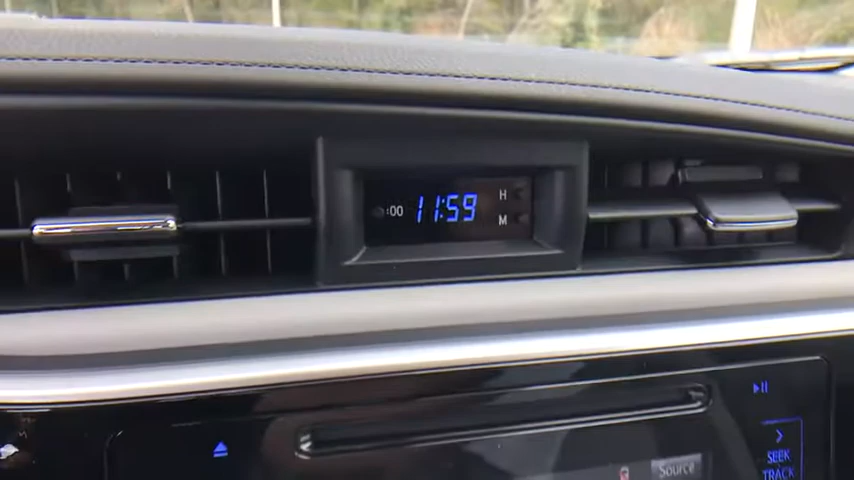 :00 11:59 H
M
Source
SEEK
TRACK